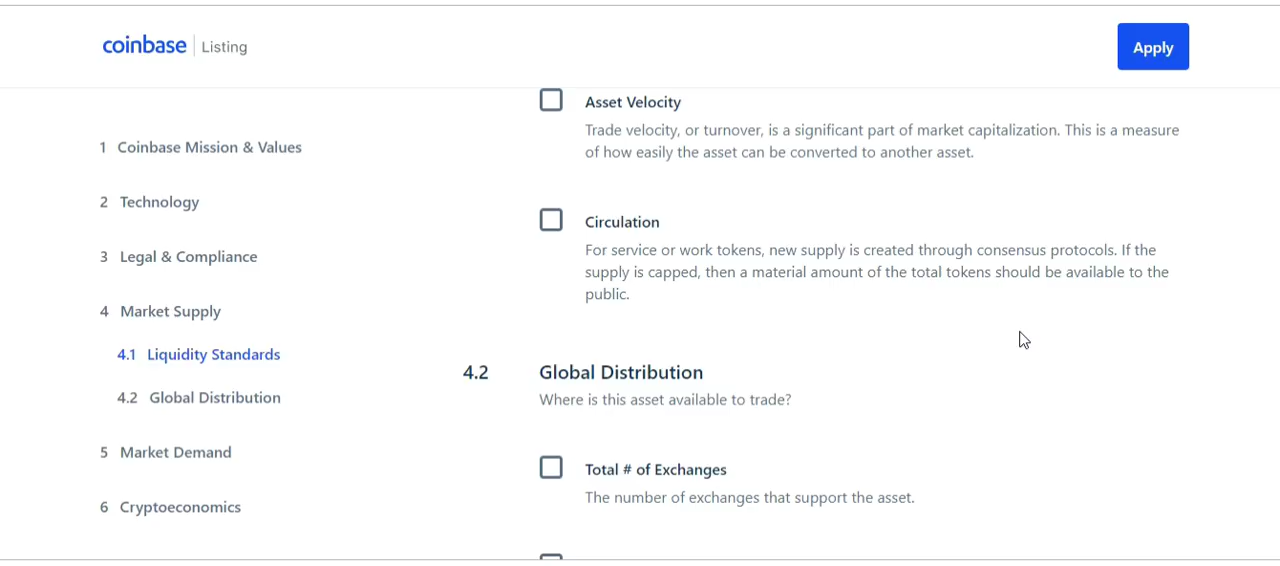 coinbase | Listing
Apply
1 Coinbase Mission & Values
2 Technology
3 Legal & Compliance
4 Market Supply
4.1 Liquidity Standards
4.2 Global Distribution
5 Market Demand
6 Cryptoeconomics
Asset Velocity
Trade velocity, or turnover, is a significant part of market capitalization. This is a measure
of how easily the asset can be converted to another asset.
Circulation
For service or work tokens, new supply is created through consensus protocols. If the
supply is capped, then a material amount of the total tokens should be available to the
public.
4.2 Global Distribution
Where is this asset available to trade?
Total # of Exchanges
The number of exchanges that support the asset.